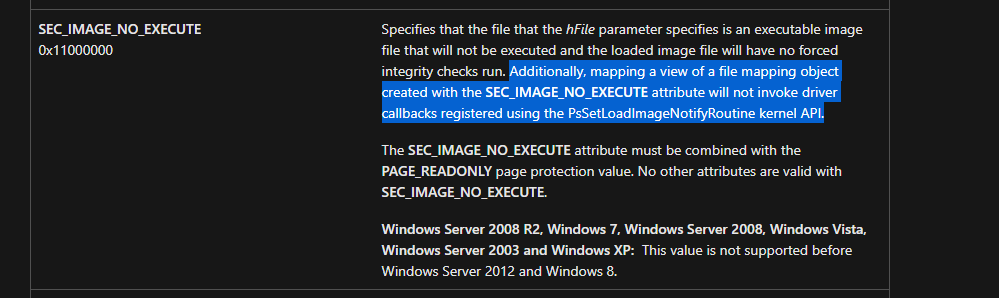 SEC_IMAGE_NO_EXECUTE
0x11000000
Specifies that the file that the hFile parameter specifies is an executable image
file that will not be executed and the loaded image file will have no forced
integrity checks run. Additionally, mapping a view of a file mapping object
created with the SEC_IMAGE_NO_EXECUTE attribute will not invoke driver
callbacks registered using the PsSetLoadImageNotifyRoutine kernel API.
The SEC_IMAGE_NO_EXECUTE attribute must be combined with the
PAGE_READONLY page protection value. No other attributes are valid with
SEC_IMAGE_NO_EXECUTE.
Windows Server 2008 R2, Windows 7, Windows Server 2008, Windows Vista,
Windows Server 2003 and Windows XP: This value is not supported before
Windows Server 2012 and Windows 8.